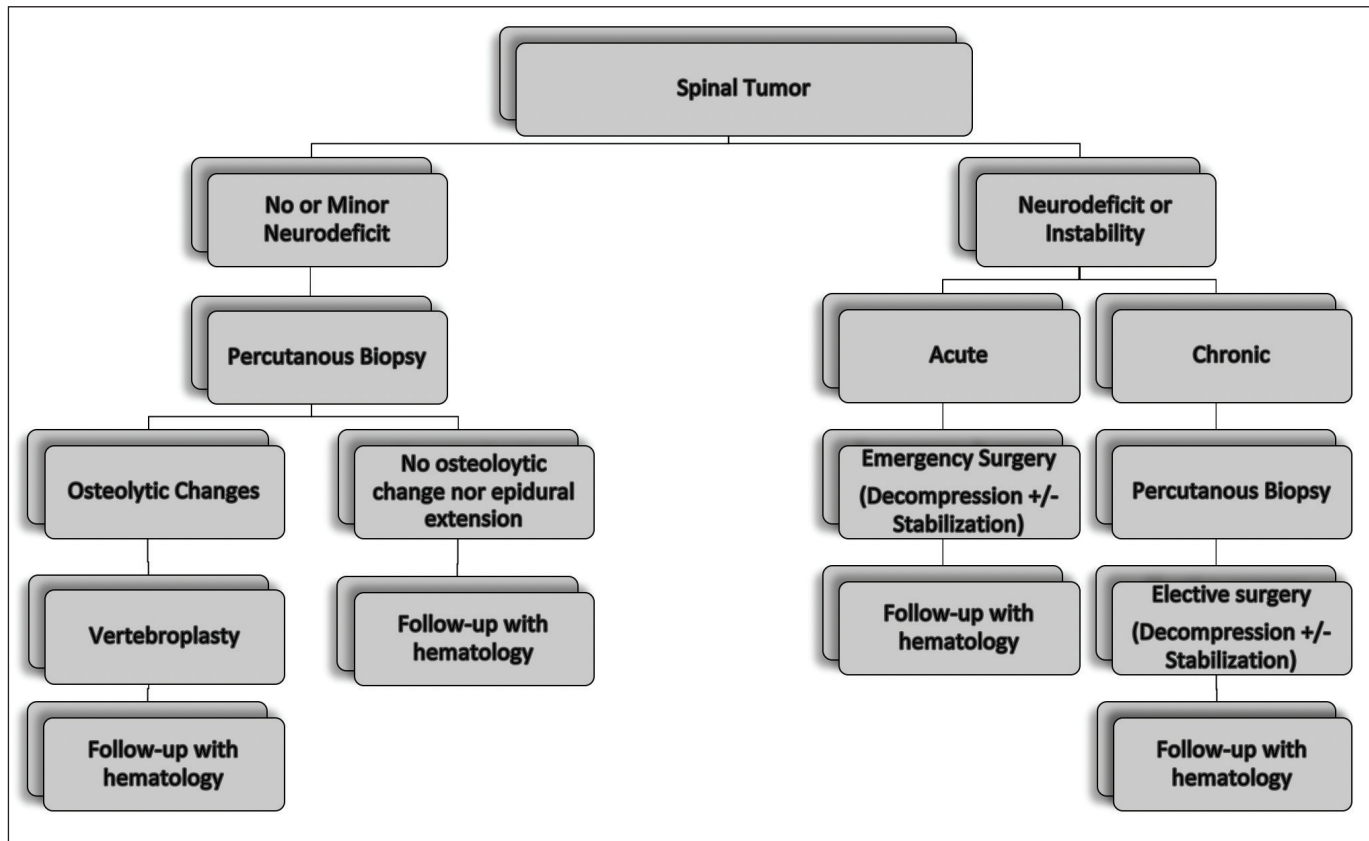 Spinal Tumor
No or Minor
Neurodeficit
Neurodeficit or
Instability
Percutanous Biopsy
Acute
Chronic
Osteolytic Changes
No osteoloytic
change nor epidural
extension
Emergency Surgery
(Decompression +/-
Stabilization)
Percutanous Biopsy
Vertebroplasty
Follow-up with
hematology
Follow-up with
hematology
Elective surgery
(Decompression +/-
Stabilization)
Follow-up with
hematology
Follow-up with
hematology